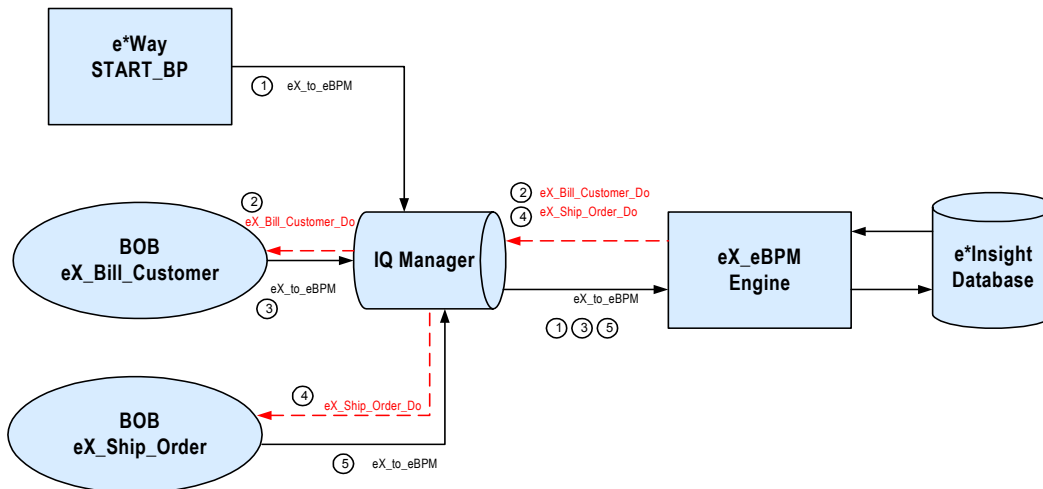 e*Way
START_BP
1 eX_to_eBPM
2
eX_Bill_Customer_Do
2 eX_Bill_Customer_Do
4 eX_Ship_Order_Do
BOB
eX_Bill_Customer
IQ Manager
eX_eBPM
Engine
e*Insight
Database
eX_to_eBPM
3
eX_to_eBPM
1 3 5
4
eX_Ship_Order_Do
BOB
eX_Ship_Order
5 eX_to_eBPM